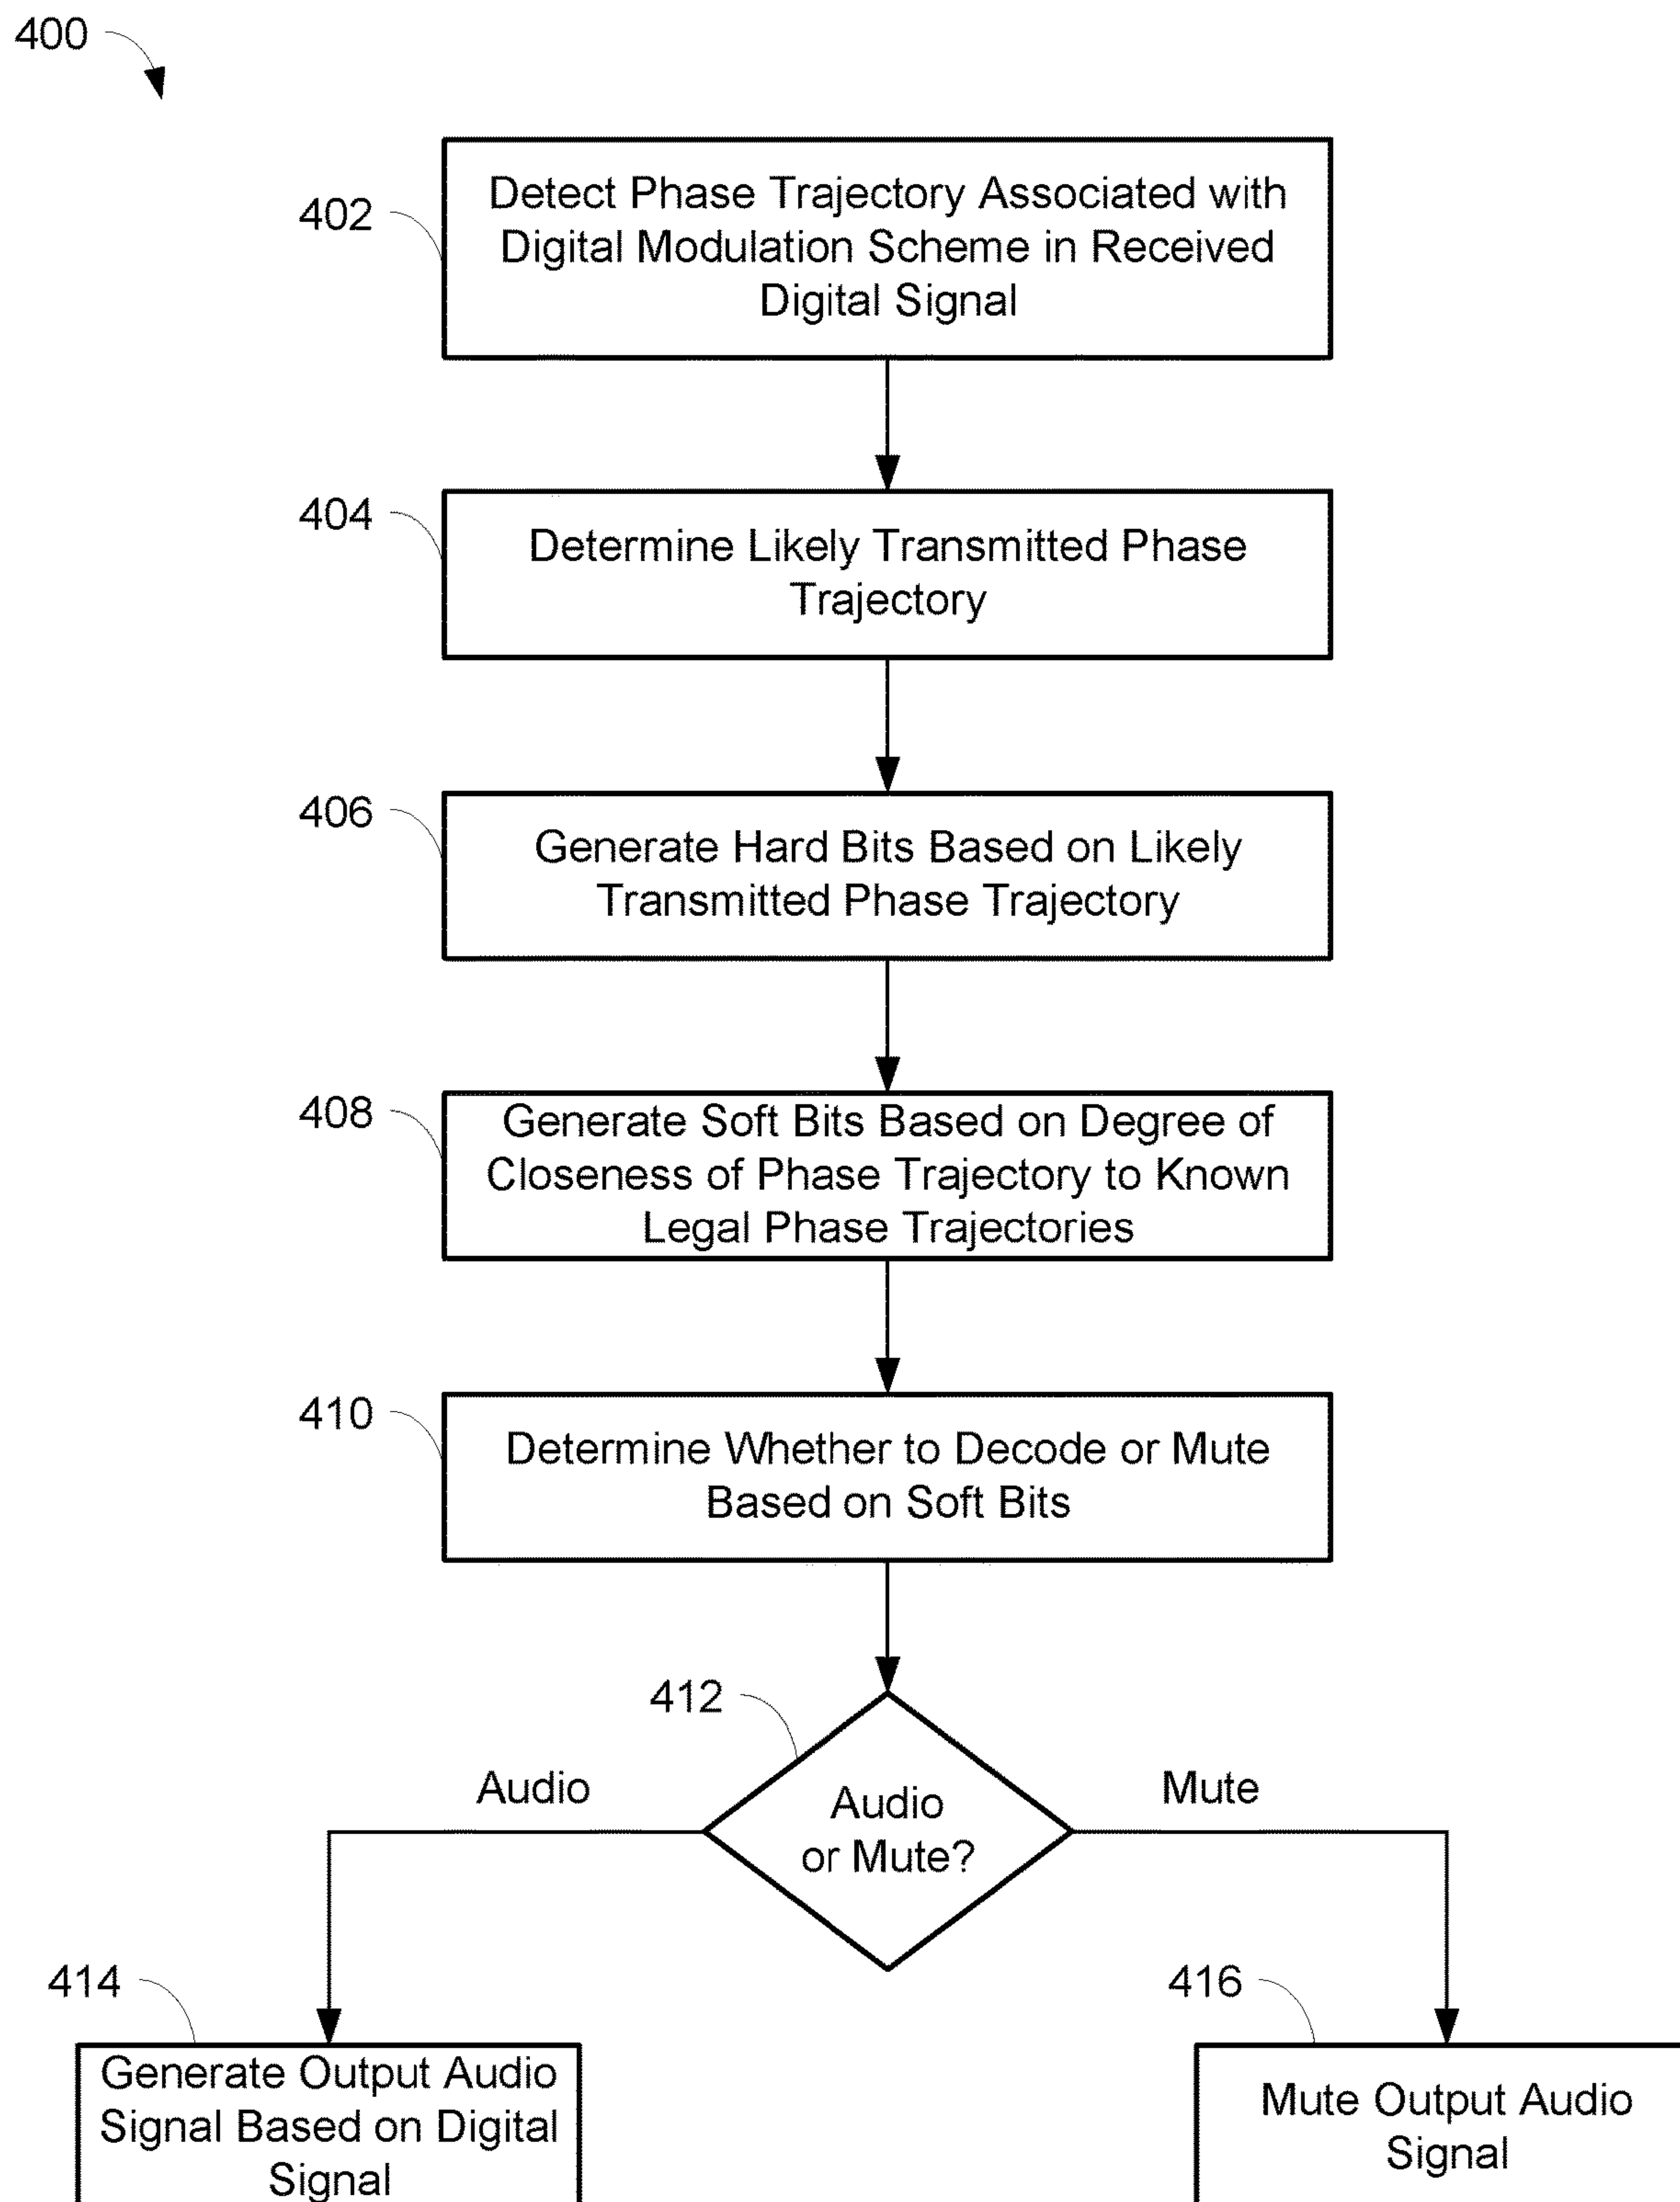 400
402
Detect Phase Trajectory Associated with
Digital Modulation Scheme in Received
Digital Signal
404
Determine Likely Transmitted Phase
Trajectory
406
Generate Hard Bits Based on Likely
Transmitted Phase Trajectory
408
Generate Soft Bits Based on Degree of
Closeness of Phase Trajectory to Known
Legal Phase Trajectories
410
Determine Whether to Decode or Mute
Based on Soft Bits
412
Audio
or Mute?
Audio
Mute
414
Generate Output Audio
Signal Based on Digital
Signal
416
Mute Output Audio
Signal